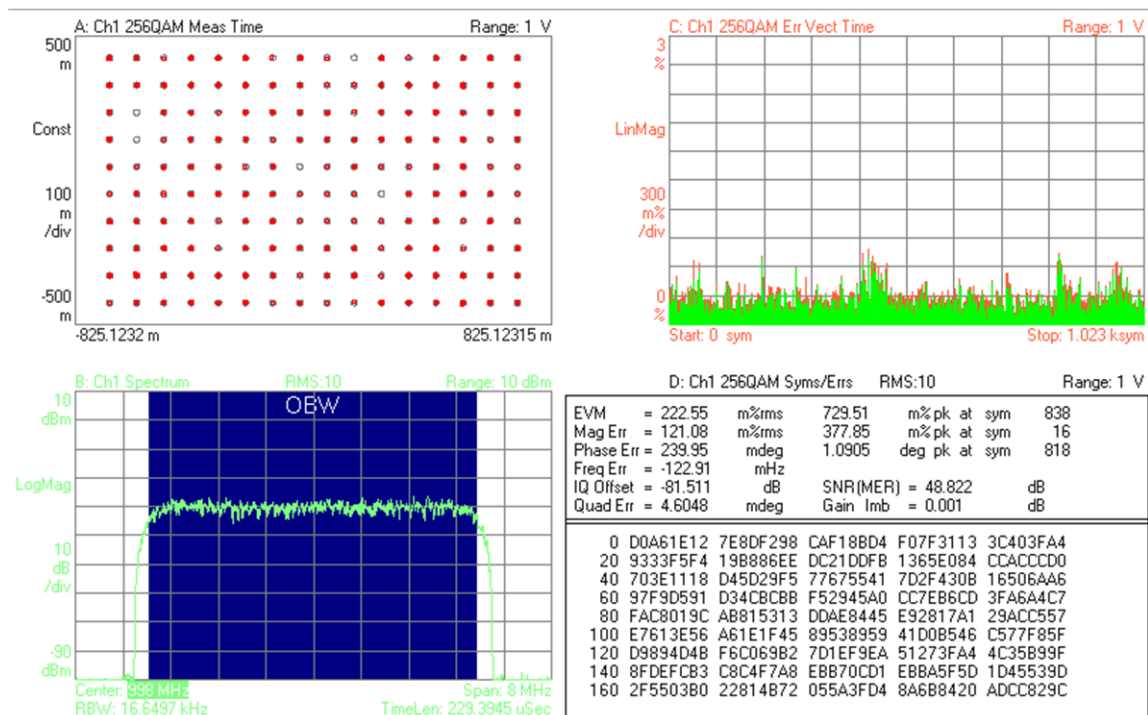 A: Ch1 256QAM Meas Time Range: 1 V
500
m
Const
100
m
/div
-500
m
-825.1232 m 825.12315 m
C: Ch1 256QAM Err Vect Time Range: 1 V
3
%
LinMag
300
m%
/div
0
%
Start: 0 sym Stop: 1.023 ksym
B: Ch1 Spectrum RMS:10 Range: 10 dBm
10
dBm
OBW
LogMag
10
dB
/div
-90
dBm
Center: 998 MHz Span: 8 MHz
RBW: 16.6497 kHz TimeLen: 229.3945 uSec
D: Ch1 256QAM Syms/Errs RMS:10 Range: 1 V
EVM = 222.55 m%rms 729.51 m%pk at sym 838
Mag Err = 121.08 m%rms 377.85 m%pk at sym 16
Phase Err = 239.95 mdeg 1.0905 deg pk at sym 818
Freq Err = -122.91 mHz
IQ Offset = -81.511 dB SNR(MER) = 48.822 dB
Quad Err = 4.6048 mdeg Gain Imb = 0.001 dB
0 D0A61E12 7E8DF298 CAF18BD4 F07F3113 3C403FA4
20 9333F5F4 19B886EE DC21DDFB 1365E084 CCACCCD0
40 703E1118 D45D29F5 77675541 7D2F430B 16506AA6
60 97F9D591 D34CBCBB F52945A0 CC7EB6CD 3FA6A4C7
80 FAC8019C AB815313 DDAE8445 E92817A1 29ACC557
100 E7613E56 A61E1F45 89538959 41D0B546 C577F85F
120 D9894D4B F6C069B2 7D1EF9EA 51273FA4 4C35B99F
140 8FDEFCB3 C8C4F7A8 EBB70CD1 EBBA5F5D 1D45539D
160 2F5503B0 22814B72 055A3FD4 8A6B8420 ADCC829C